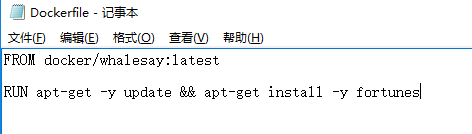 Dockerfile - 记事本
文件(F) 编辑(E) 格式(O) 查看(V) 帮助(H)
FROM docker/whalesay:latest
RUN apt-get -y update && apt-get install -y fortunes